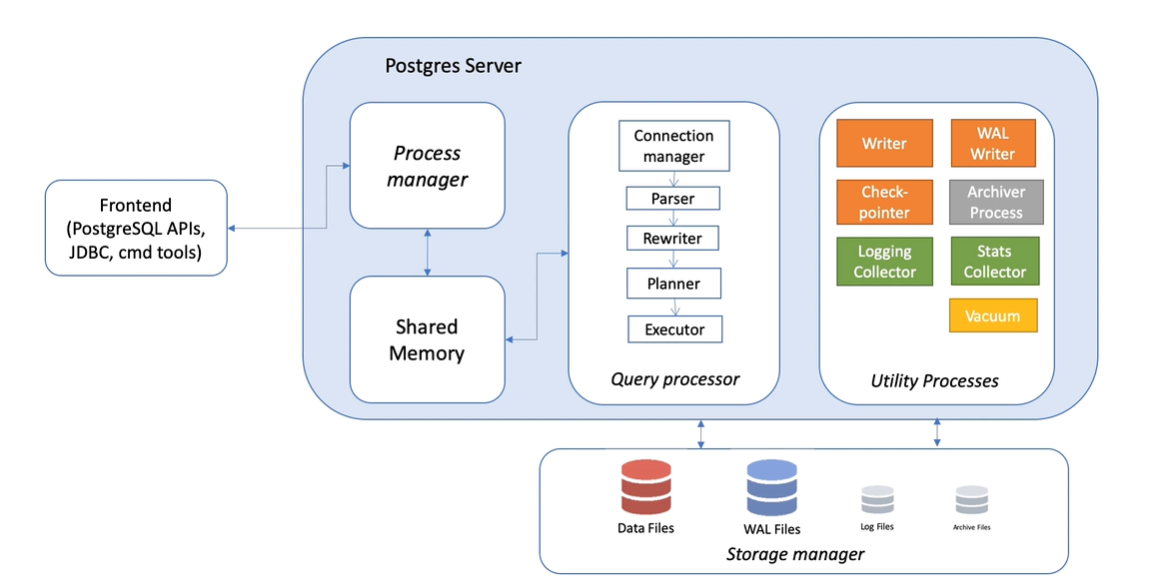 Postgres Server
Frontend
(PostgreSQL APIs,
JDBC, cmd tools)
Process
manager
Shared
Memory
Connection
manager
Parser
Rewriter
Planner
Executor
Query processor
Writer
WAL
Writer
Check-
pointer
Archiver
Process
Logging
Collector
Stats
Collector
Vacuum
Utility Processes
Data Files
WAL Files
Log Files
Archive Files
Storage manager